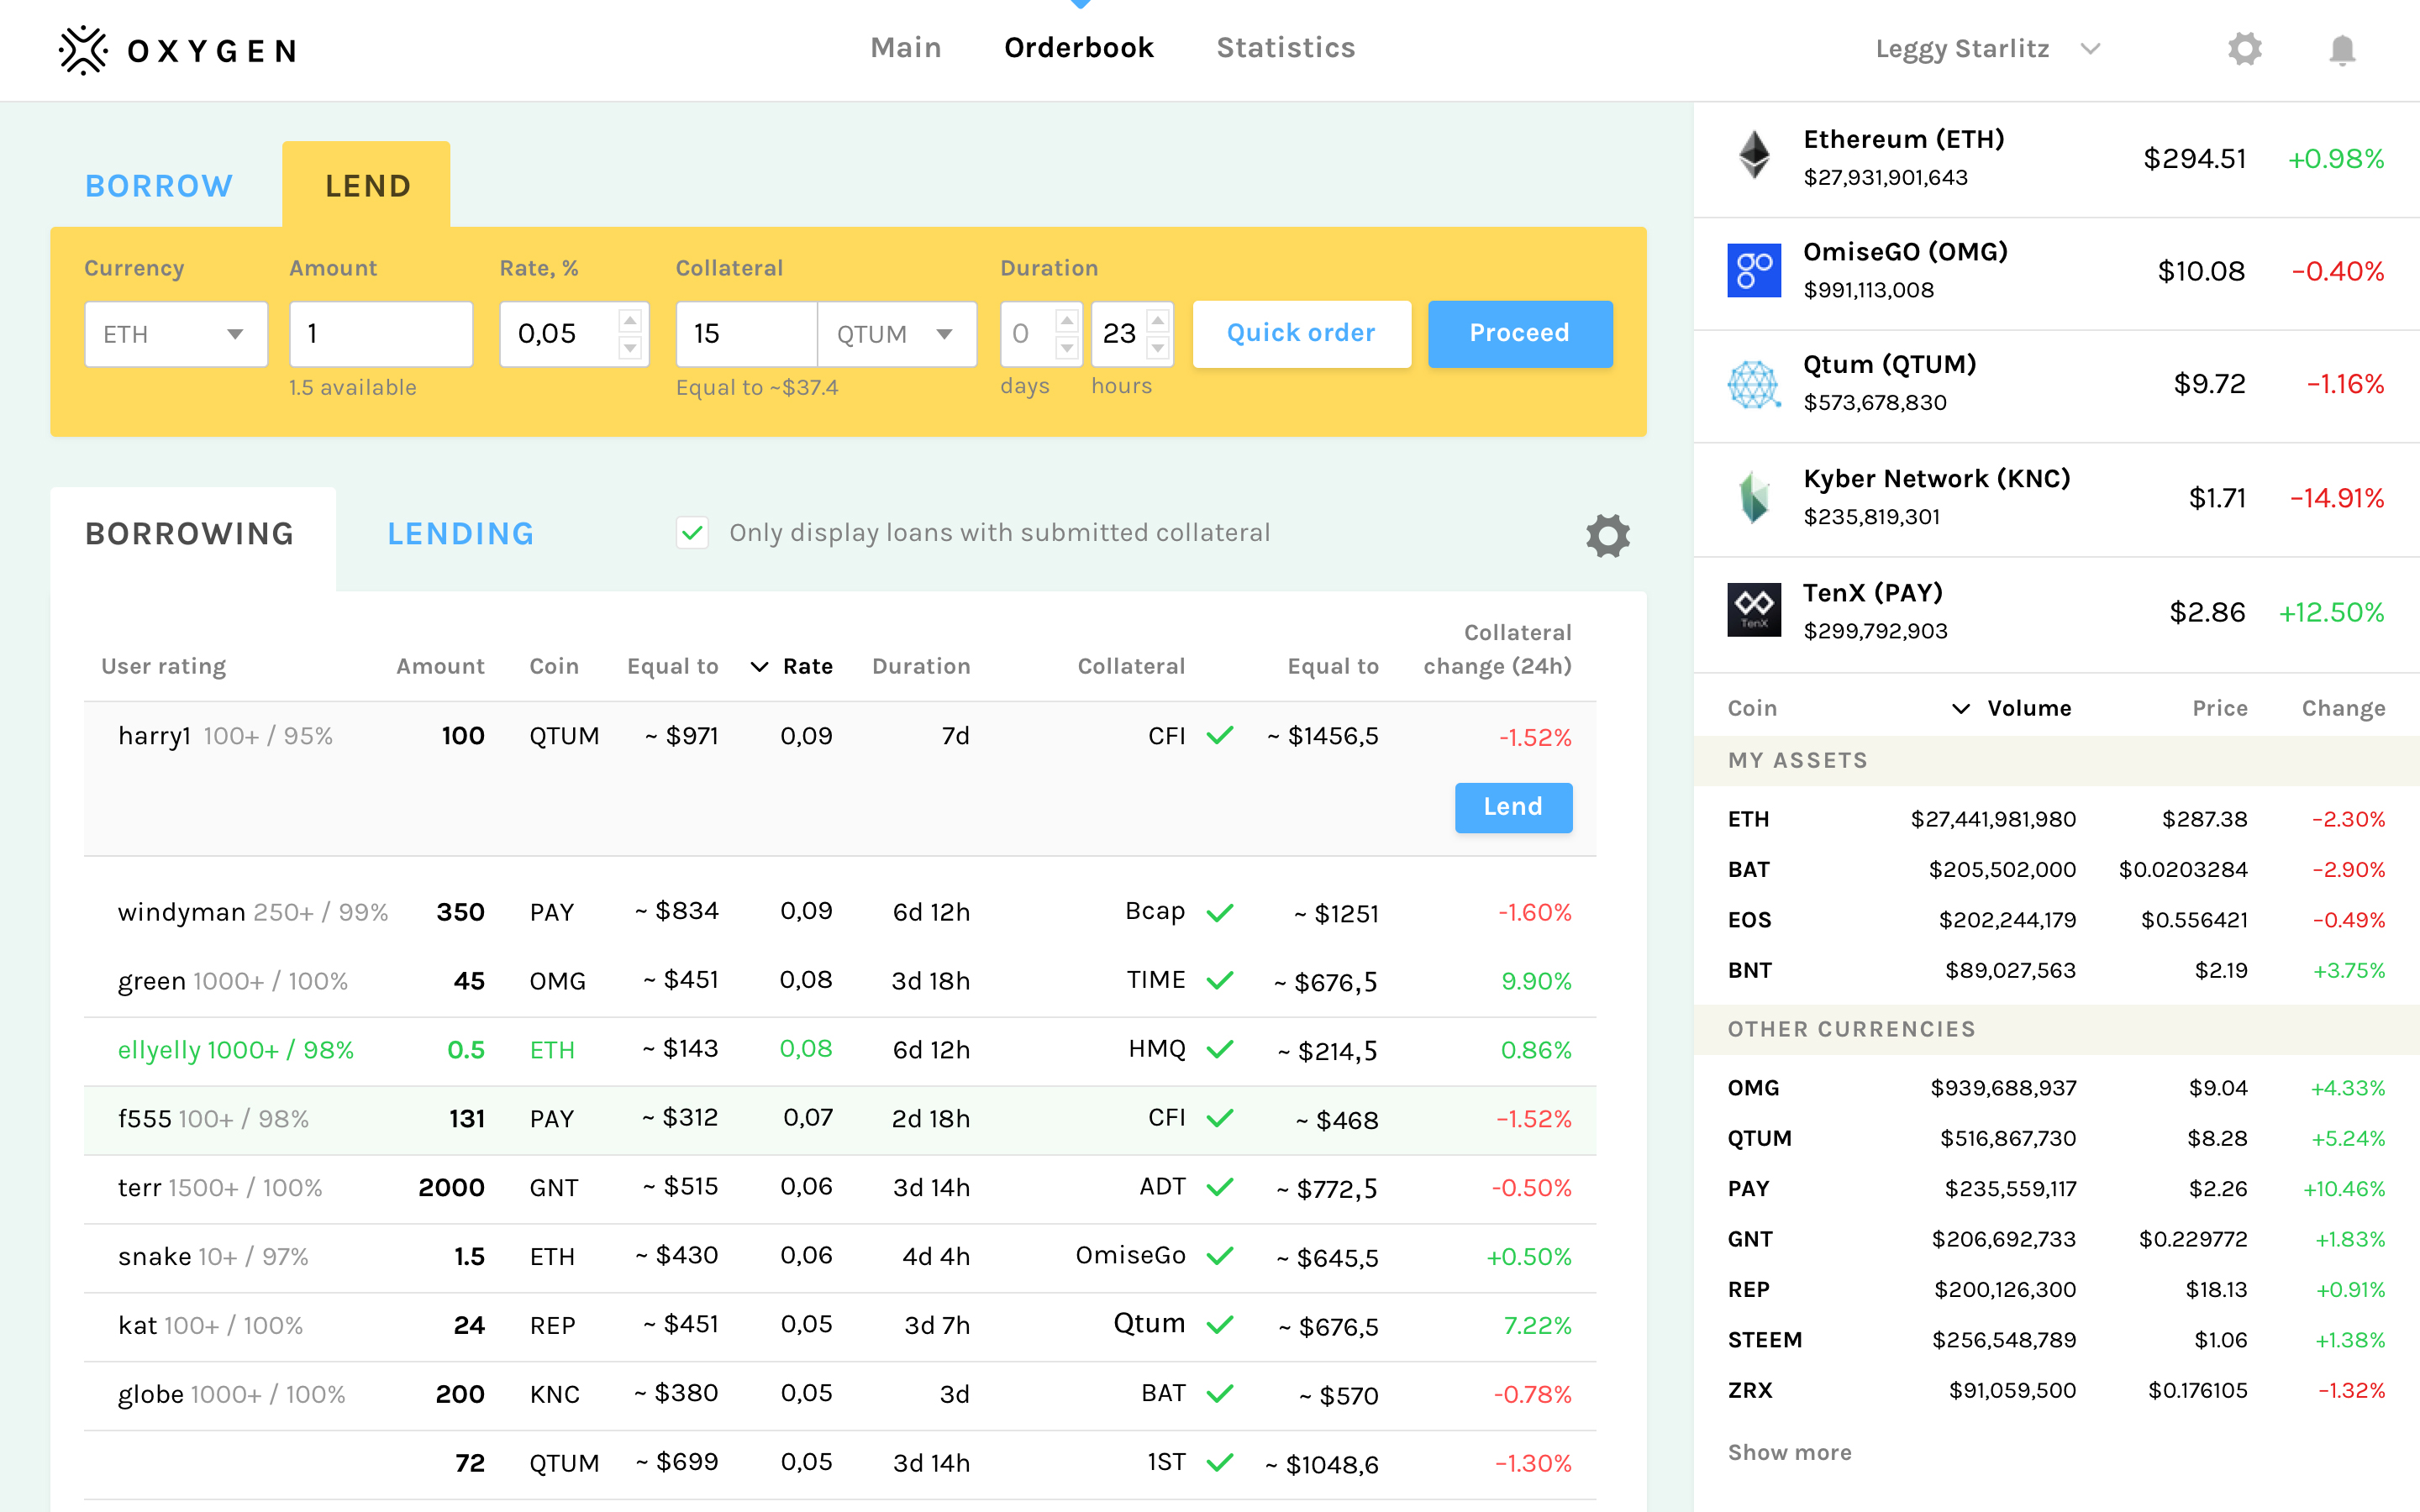 OXYGEN
Main Orderbook Statistics
Leggy Starlitz
BORROW LEND
Currency Amount Rate, % Collateral Duration
ETH 1 0,05 15 QTUM 0 23 Quick order Proceed
1.5 available Equal to ~$37.4 days hours
BORROWING LENDING Only display loans with submitted collateral
User rating Amount Coin Equal to Rate Duration Collateral Equal to Collateral change (24h)
harry1 100+ / 95% 100 QTUM ~ $971 0,09 7d CFI ~ $1456,5 -1.52%
Lend
windyman 250+ / 99% 350 PAY ~ $834 0,09 6d 12h Bcap ~ $1251 -1.60%
green 1000+ / 100% 45 OMG ~ $451 0,08 3d 18h TIME ~ $676,5 9.90%
ellyelly 1000+ / 98% 0.5 ETH ~ $143 0,08 6d 12h HMQ ~ $214,5 0.86%
f555 100+ / 98% 131 PAY ~ $312 0,07 2d 18h CFI ~ $468 −1.52%
terr 1500+ / 100% 2000 GNT ~ $515 0,06 3d 14h ADT ~ $772,5 -0.50%
snake 10+ / 97% 1.5 ETH ~ $430 0,06 4d 4h OmiseGo ~ $645,5 +0.50%
kat 100+ / 100% 24 REP ~ $451 0,05 3d 7h Qtum ~ $676,5 7.22%
globe 1000+ / 100% 200 KNC ~ $380 0,05 3d BAT ~ $570 -0.78%
72 QTUM ~ $699 0,05 3d 14h 1ST ~ $1048,6 −1.30%
Ethereum (ETH)
$27,931,901,643 $294.51 +0.98%
OmiseGO (OMG)
$991,113,008 $10.08 −0.40%
Qtum (QTUM)
$573,678,830 $9.72 −1.16%
Kyber Network (KNC)
$235,819,301 $1.71 −14.91%
TenX
TenX (PAY)
$299,792,903 $2.86 +12.50%
Coin Volume Price Change
MY ASSETS
ETH $27,441,981,980 $287.38 −2.30%
BAT $205,502,000 $0.0203284 −2.90%
EOS $202,244,179 $0.556421 −0.49%
BNT $89,027,563 $2.19 +3.75%
OTHER CURRENCIES
OMG $939,688,937 $9.04 +4.33%
QTUM $516,867,730 $8.28 +5.24%
PAY $235,559,117 $2.26 +10.46%
GNT $206,692,733 $0.229772 +1.83%
REP $200,126,300 $18.13 +0.91%
STEEM $256,548,789 $1.06 +1.38%
ZRX $91,059,500 $0.176105 −1.32%
Show more